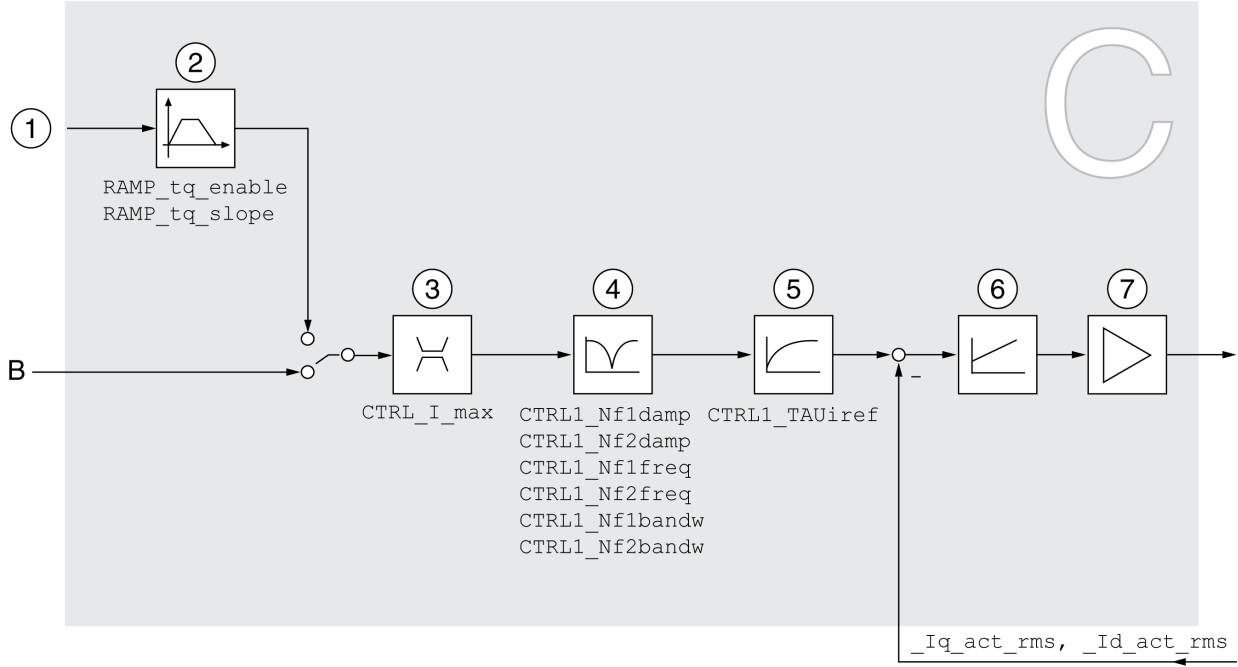 C
2
1
RAMP_tq_enable
RAMP_tq_slope
3
4
5
6
7
B
–
CTRL_I_max
CTRL1_Nf1damp
CTRL1_Nf2damp
CTRL1_Nf1freq
CTRL1_Nf2freq
CTRL1_Nf1bandw
CTRL1_Nf2bandw
CTRL1_TAUiref
_Iq_act_rms, _Id_act_rms